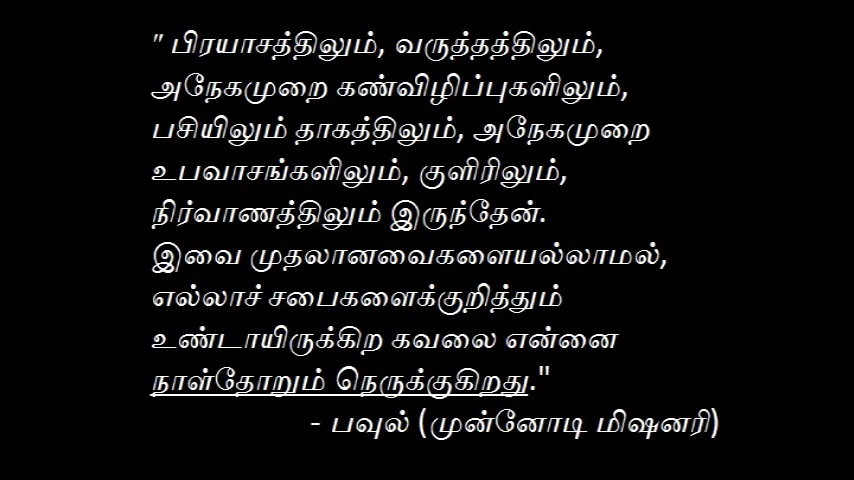 " பிரயாசத்திலும், வருத்தத்திலும்,
அநேகமுறை கண்விழிப்புகளிலும்,
பசியிலும் தாகத்திலும், அநேகமுறை
உபவாசங்களிலும், குளிரிலும்,
நிர்வாணத்திலும் இருந்தேன்.
இவை முதலானவைகளையல்லாமல்,
எல்லாச் சபைகளைக்குறித்தும்
உண்டாயிருக்கிற கவலை என்னை
நாள்தோறும் நெருக்குகிறது."
- பவுல் (முன்னோடி மிஷனரி)